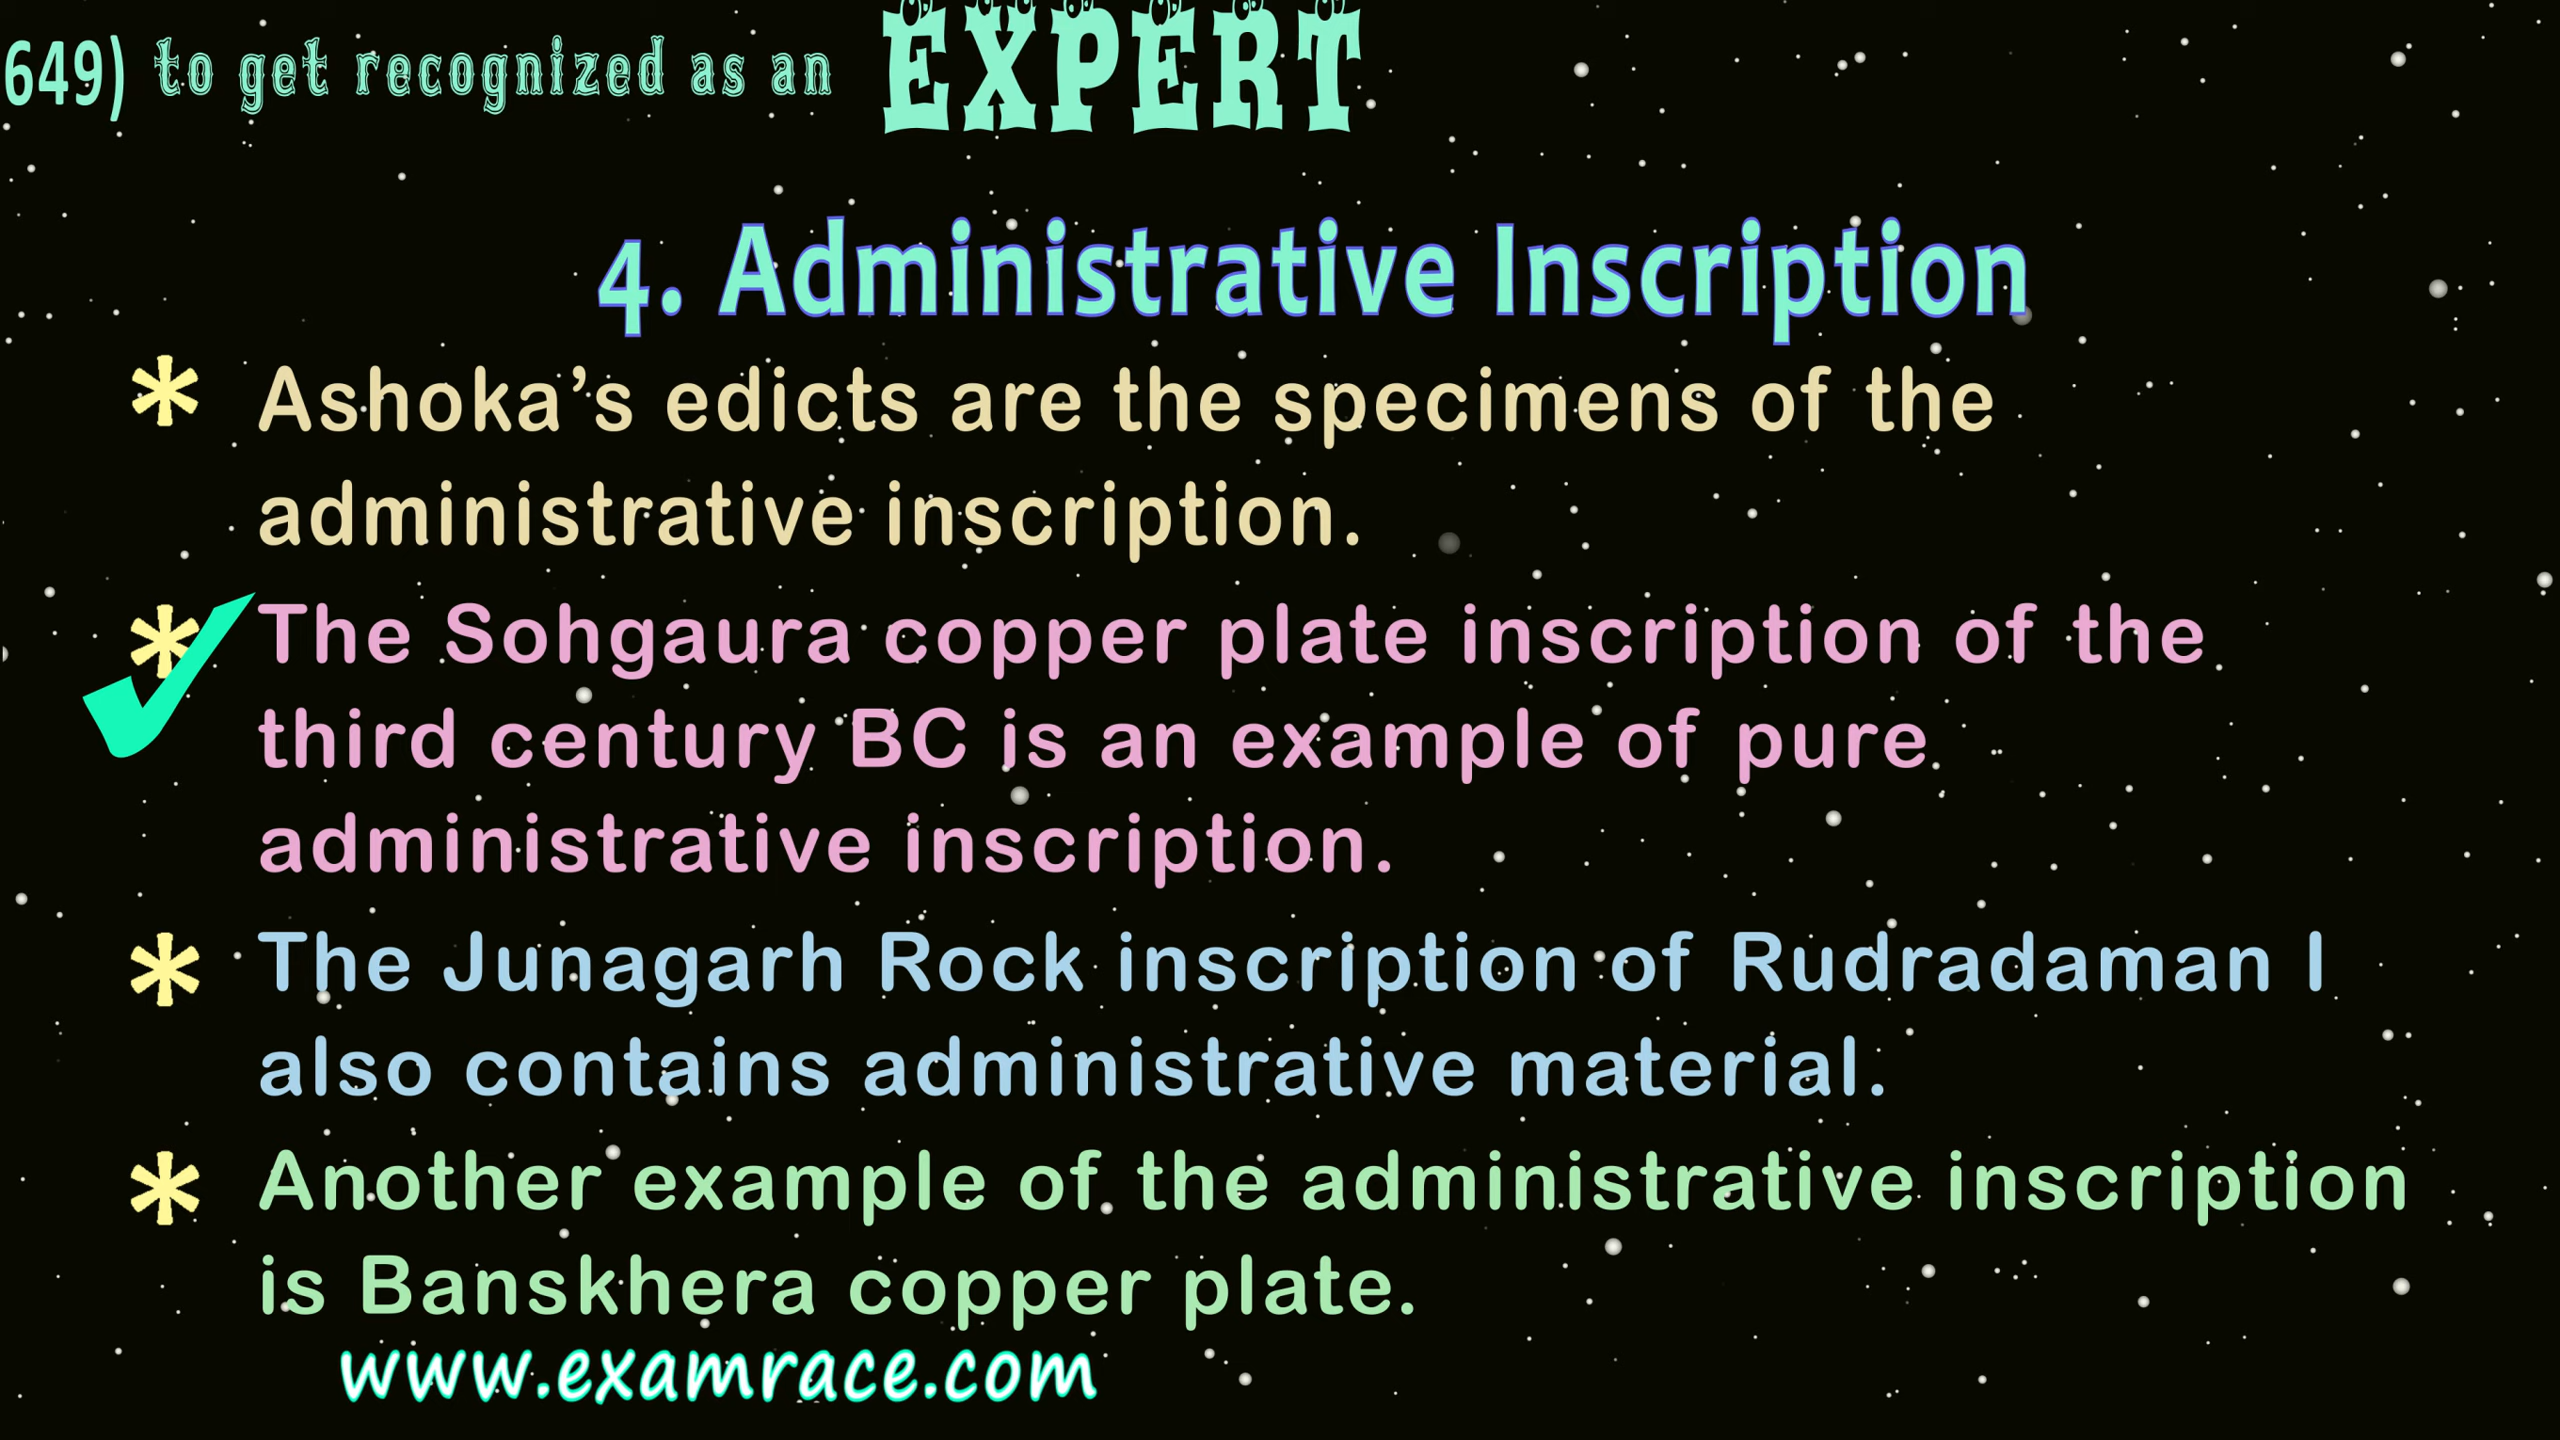 649) to get recognized as an EXPERT
4. Administrative Inscription
* Ashoka’s edicts are the specimens of the
administrative inscription.
* The Sohgaura copper plate inscription of the
third century BC is an example of pure
administrative inscription.
* The Junagarh Rock inscription of Rudradaman I
also contains administrative material.
* Another example of the administrative inscription
is Banskhera copper plate.
www.examrace.com